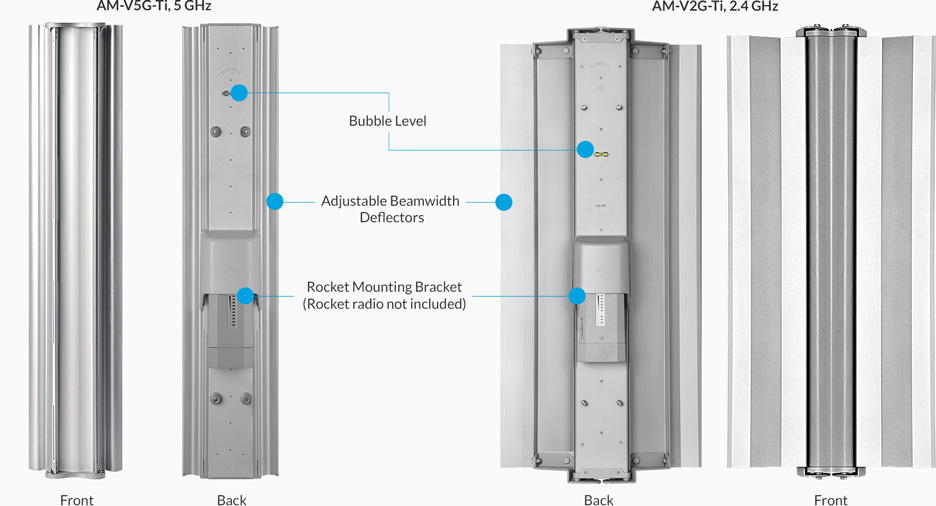 AM-V5G-Ti, 5 GHz
AM-V2G-Ti, 2.4 GHz
Bubble Level
Adjustable Beamwidth
Deflectors
Rocket Mounting Bracket
(Rocket radio not included)
Front
Back
Back
Front